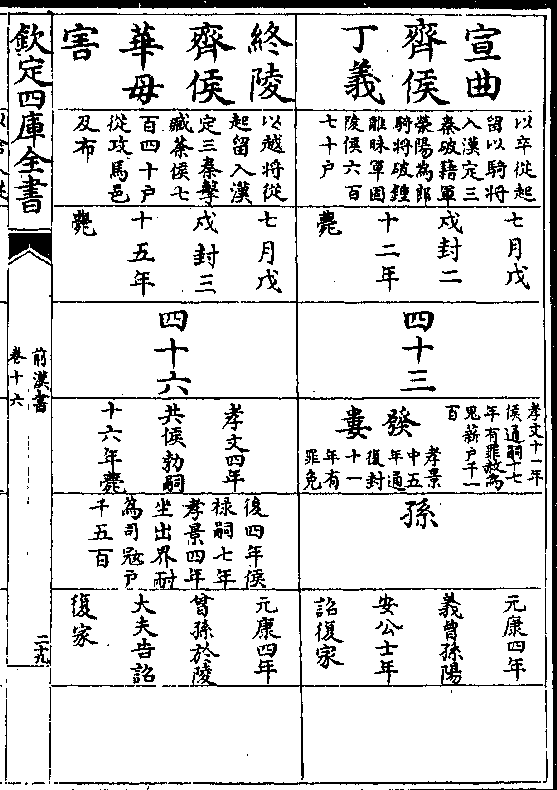 宣曲
齊侯
丁義
以卒從起
留以騎將
入漢定三
秦破籍軍
滎陽為郎
騎將破鍾
離昧軍固
陵侯六百
七十戶
七月戊
戌封二
十二年
薨
四十三
孝文十一年
侯通嗣十七
年有罪赦為
鬼薪戶千一
百
發婁
孝景
中五
年通
復封
十一
年有
罪免
孫
元康四年
義曾孫陽
安公士年
詔復家
終陵
齊侯
華毋
害
以越將從
起留入漢
定三秦擊
臧荼侯七
百四十戶
從攻馬邑
及布
七月戊
戌封三
十五年
薨
四十六
孝文四年
共侯勃嗣
十六年薨
後四年侯
祿嗣七年
孝景四年
坐出界耐
為司寇戶
千五百
元康四年
曾孫於陵
大夫告詔
復家
欽定四庫全書
前漢書
卷十六
二十九